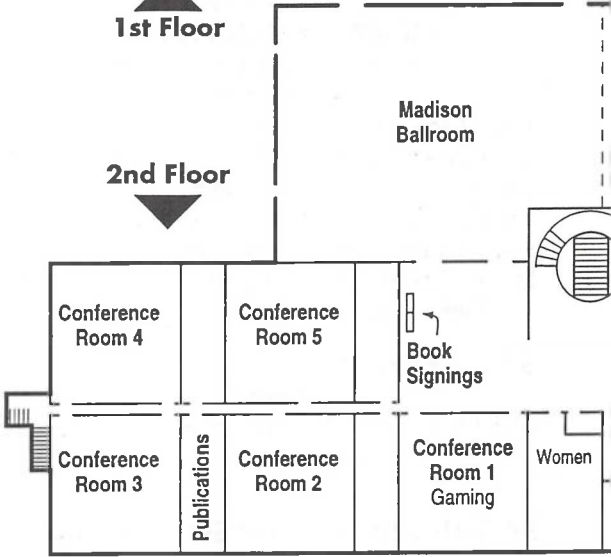 1st Floor
Madison
Ballroom
2nd Floor
Conference
Room 4
Conference
Room 5
Book
Signings
Conference
Room 3
Publications
Conference
Room 2
Conference
Room 1
Gaming
Women